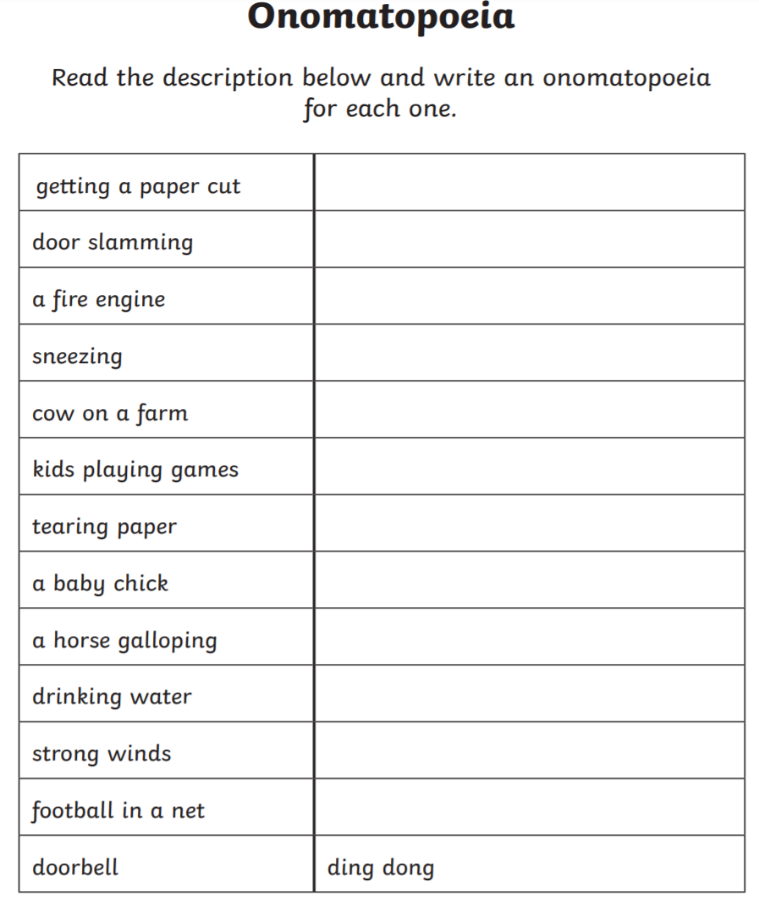 Onomatopoeia
Read the description below and write an onomatopoeia
for each one.
getting a paper cut
door slamming
a fire engine
sneezing
cow on a farm
kids playing games
tearing paper
a baby chick
a horse galloping
drinking water
strong winds
football in a net
doorbell ding dong